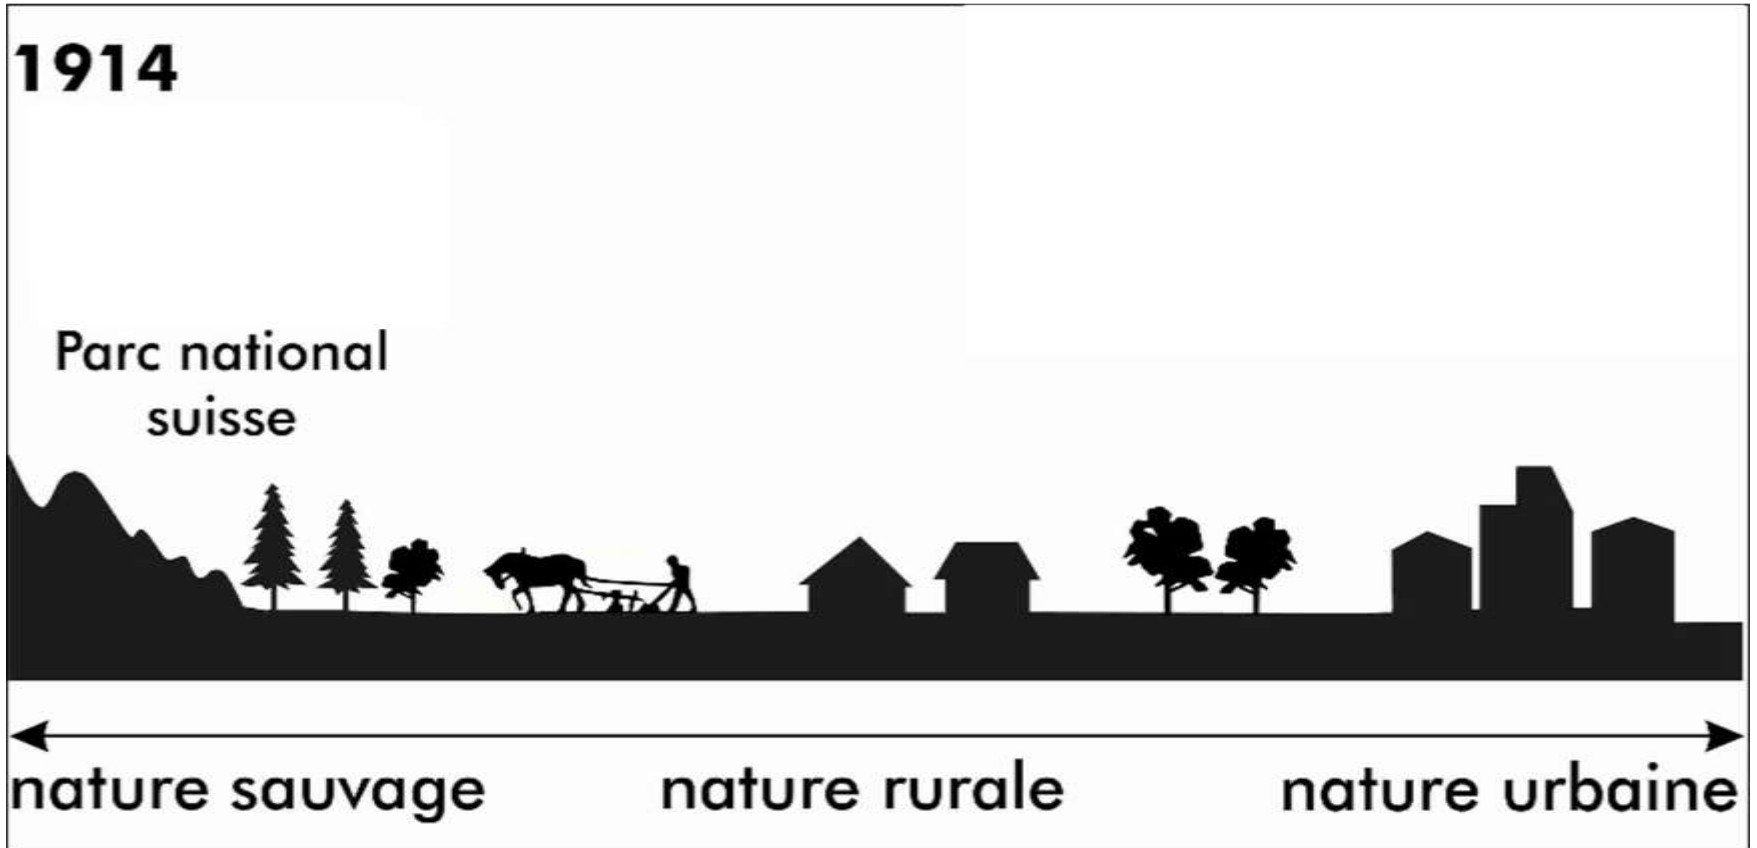 1914
Parc national
suisse
nature sauvage
nature rurale
nature urbaine